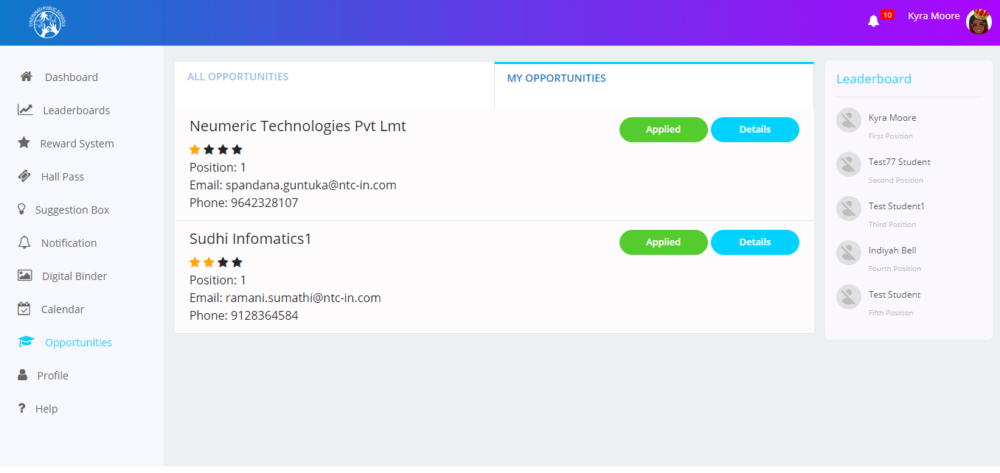 CINCINNATI PUBLIC SCHOOLS
10
Kyra Moore
Dashboard
Leaderboards
Reward System
Hall Pass
Suggestion Box
Notification
Digital Binder
Calendar
Opportunities
Profile
Help
ALL OPPORTUNITIES
MY OPPORTUNITIES
Neumeric Technologies Pvt Lmt
Applied
Details
Position: 1
Email: spandana.guntuka@ntc-in.com
Phone: 9642328107
Sudhi Infomatics1
Applied
Details
Position: 1
Email: ramani.sumathi@ntc-in.com
Phone: 9128364584
Leaderboard
Kyra Moore
First Position
Test77 Student
Second Position
Test Student1
Third Position
Indiyah Bell
Fourth Position
Test Student
Fifth Position